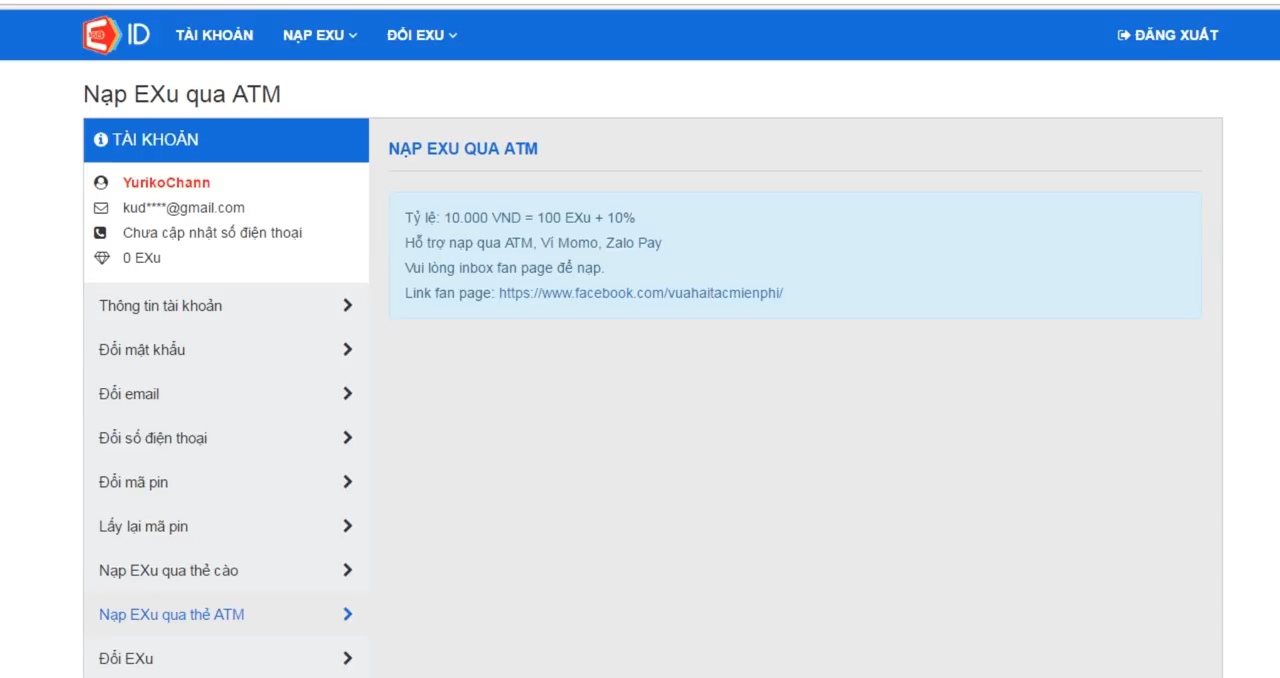 ID
TÀI KHOẢN
NẠP EXU
ĐỔI EXU
ĐĂNG XUẤT
Nạp EXu qua ATM
TÀI KHOẢN
YurikoChann
kud****@gmail.com
Chưa cập nhật số điện thoại
0 EXu
Thông tin tài khoản
Đổi mật khẩu
Đổi email
Đổi số điện thoại
Đổi mã pin
Lấy lại mã pin
Nạp EXu qua thẻ cào
Nạp EXu qua thẻ ATM
Đổi EXu
NẠP EXU QUA ATM
Tỷ lệ: 10.000 VND = 100 EXu + 10%
Hỗ trợ nạp qua ATM, Ví Momo, Zalo Pay
Vui lòng inbox fan page để nạp.
Link fan page: https://www.facebook.com/vuahaitacmienphi/